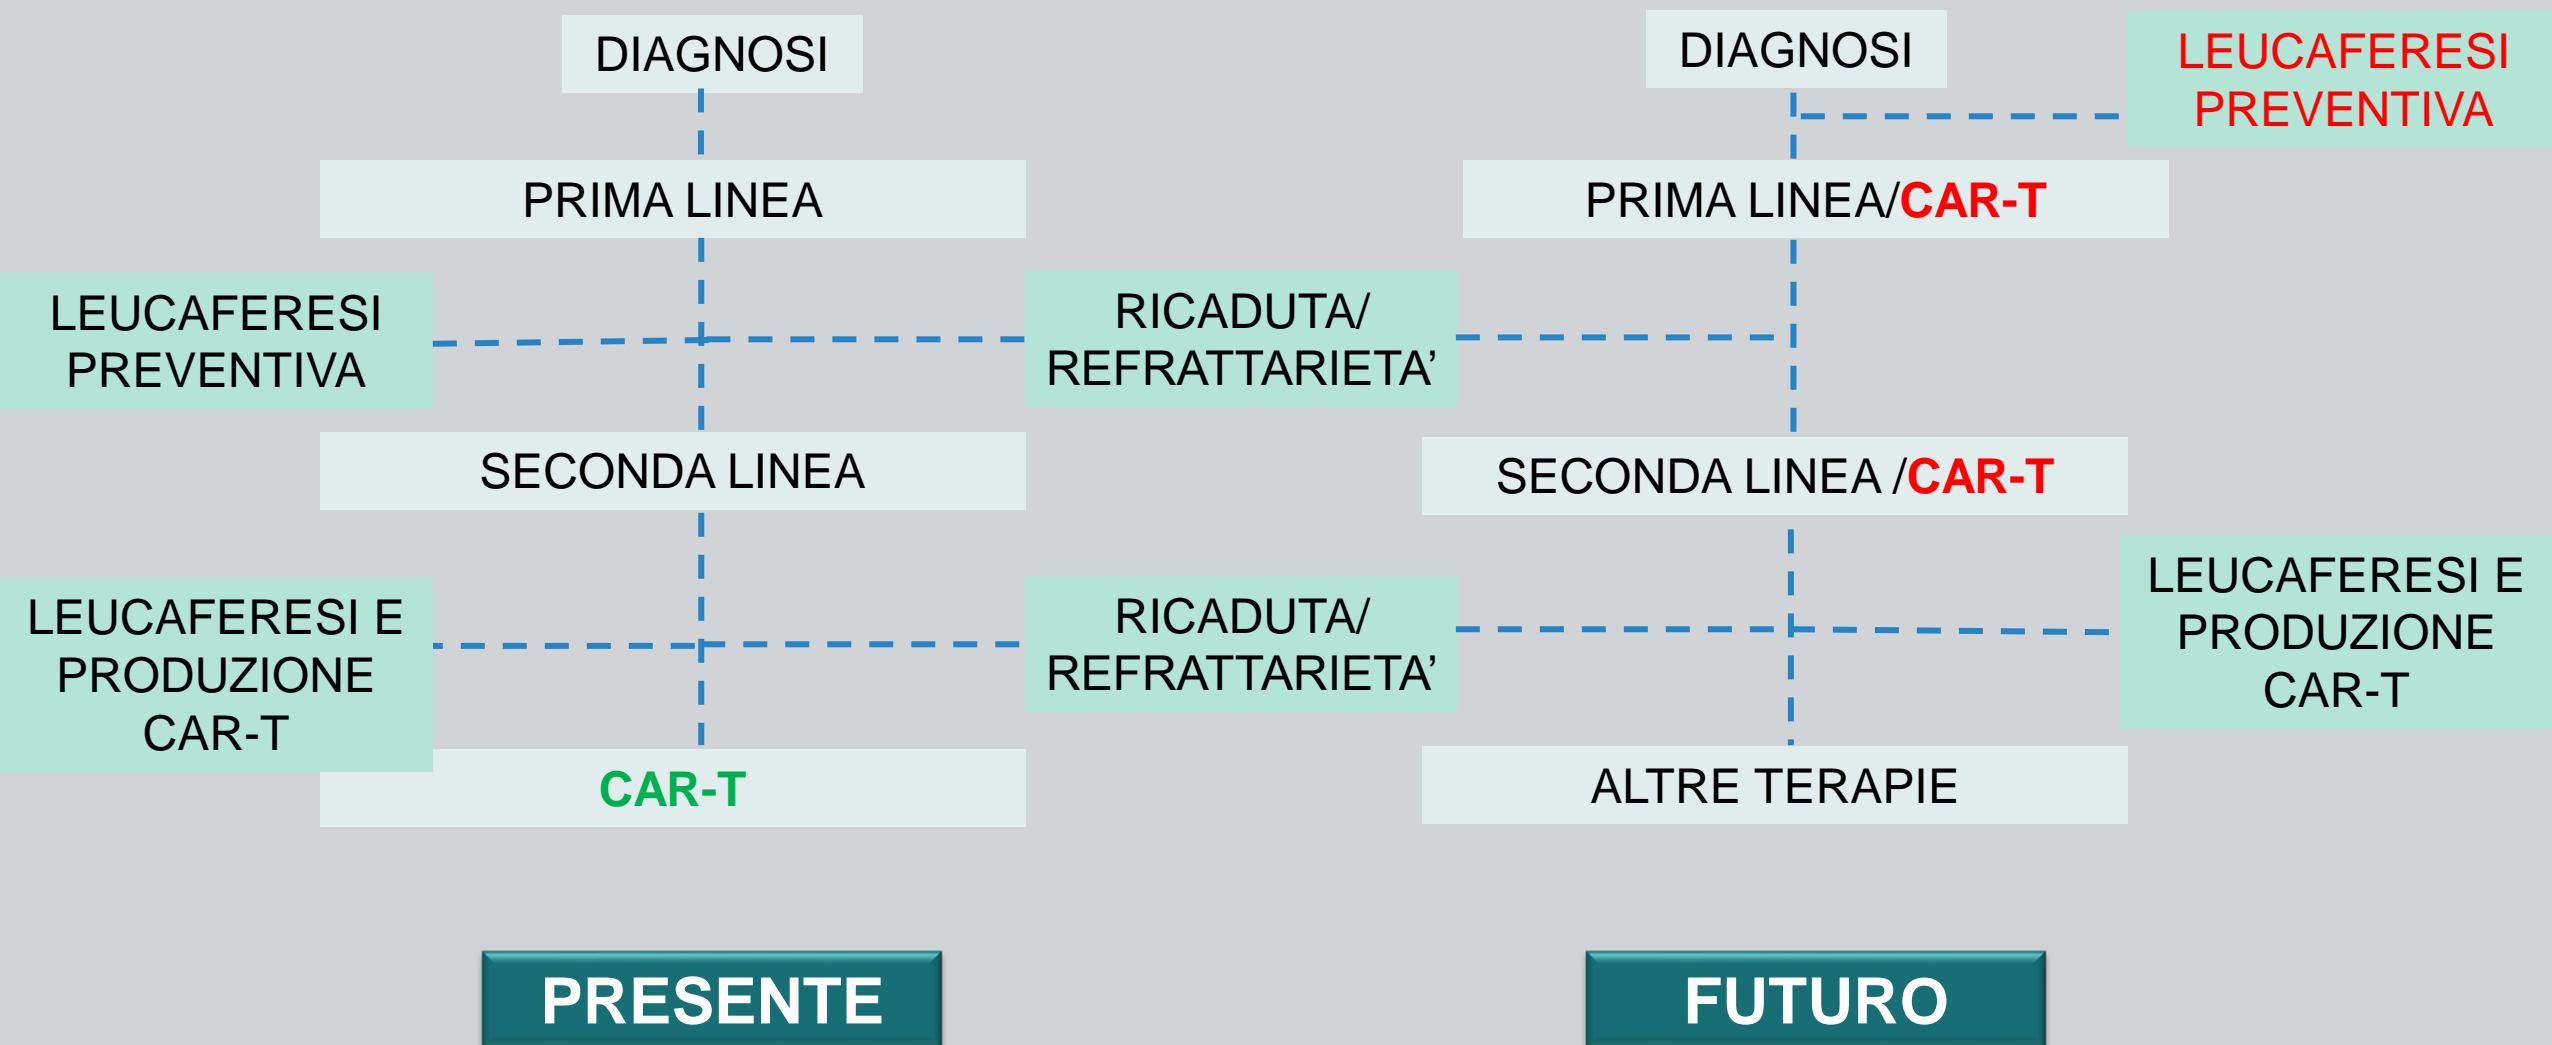 DIAGNOSI
PRIMA LINEA
LEUCAFERESI
PREVENTIVA
RICADUTA/
REFRATTARIETA’
SECONDA LINEA
LEUCAFERESI E
PRODUZIONE
CAR-T
RICADUTA/
REFRATTARIETA’
CAR-T
PRESENTE
DIAGNOSI
LEUCAFERESI
PREVENTIVA
PRIMA LINEA/CAR-T
SECONDA LINEA /CAR-T
LEUCAFERESI E
PRODUZIONE
CAR-T
ALTRE TERAPIE
FUTURO